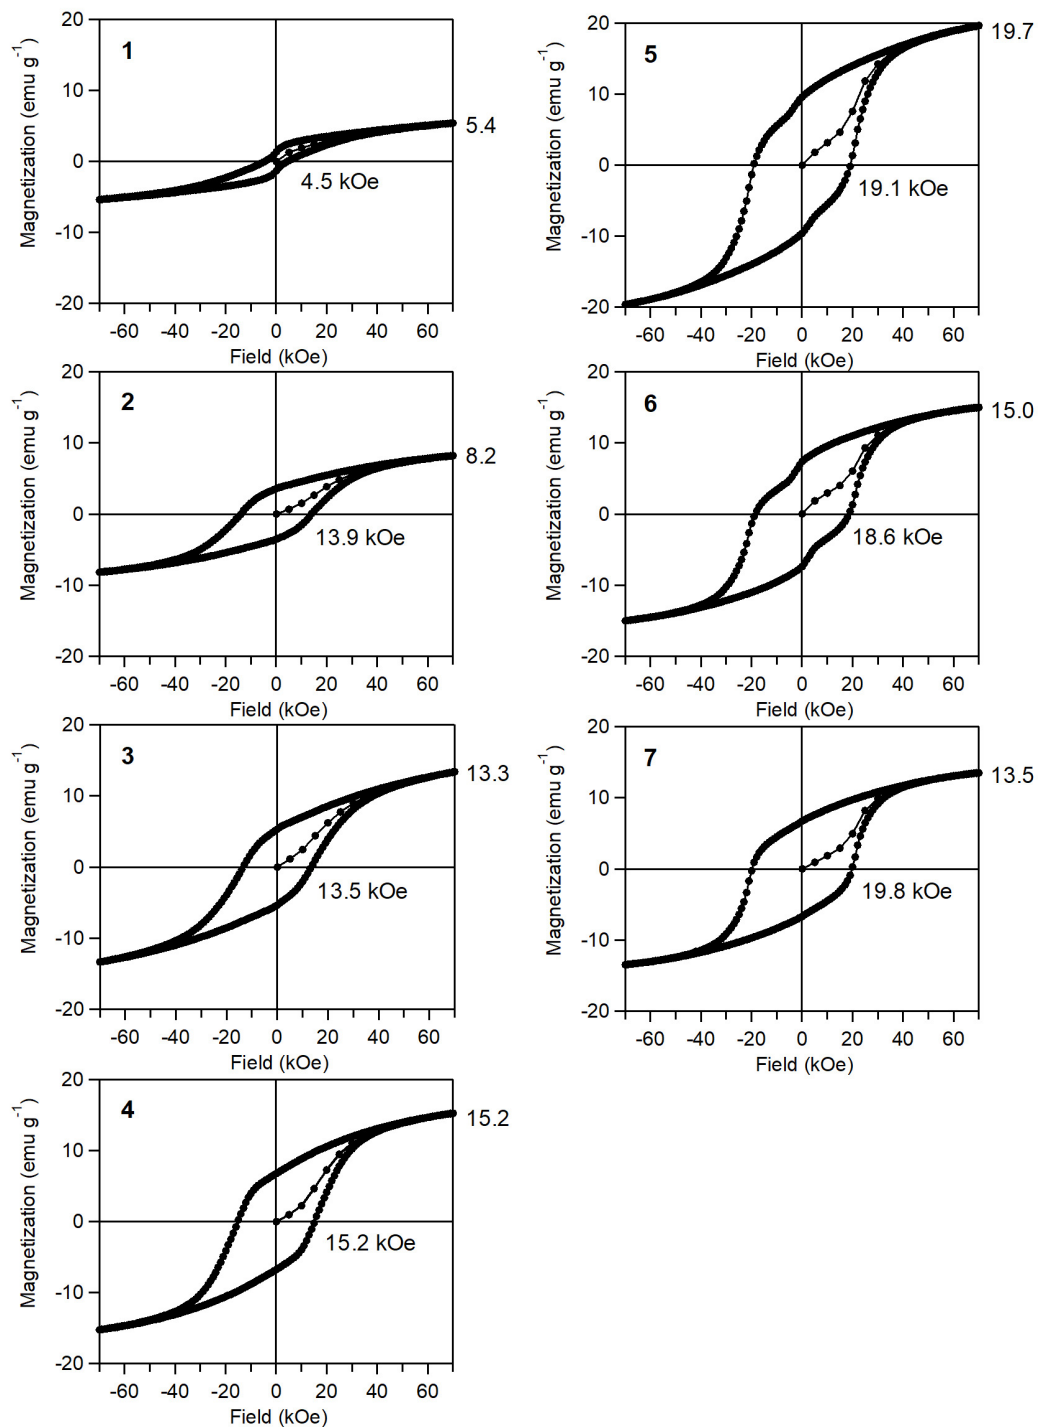 1
Magnetization (emu g⁻¹)
20
10
0
-10
-20
5.4
4.5 kOe
-60 -40 -20 0 20 40 60
Field (kOe)
2
Magnetization (emu g⁻¹)
20
10
0
-10
-20
8.2
13.9 kOe
-60 -40 -20 0 20 40 60
Field (kOe)
3
Magnetization (emu g⁻¹)
20
10
0
-10
-20
13.3
13.5 kOe
-60 -40 -20 0 20 40 60
Field (kOe)
4
Magnetization (emu g⁻¹)
20
10
0
-10
-20
15.2
15.2 kOe
-60 -40 -20 0 20 40 60
Field (kOe)
5
Magnetization (emu g⁻¹)
20
10
0
-10
-20
19.7
19.1 kOe
-60 -40 -20 0 20 40 60
Field (kOe)
6
Magnetization (emu g⁻¹)
20
10
0
-10
-20
15.0
18.6 kOe
-60 -40 -20 0 20 40 60
Field (kOe)
7
Magnetization (emu g⁻¹)
20
10
0
-10
-20
13.5
19.8 kOe
-60 -40 -20 0 20 40 60
Field (kOe)